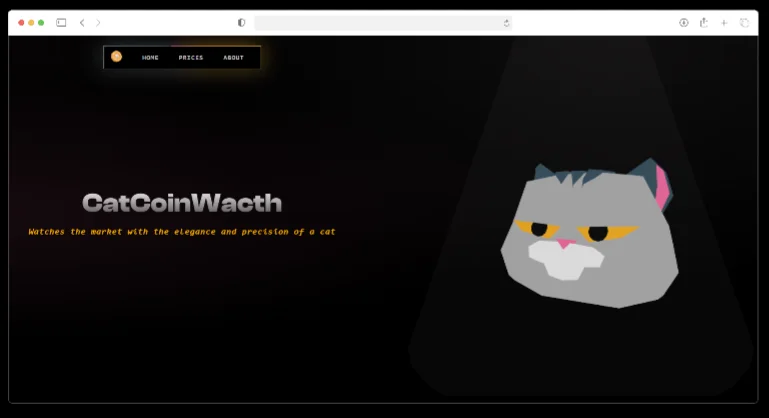 HOME PRICES ABOUT
CatCoinWacth
Watches the market with the elegance and precision of a cat